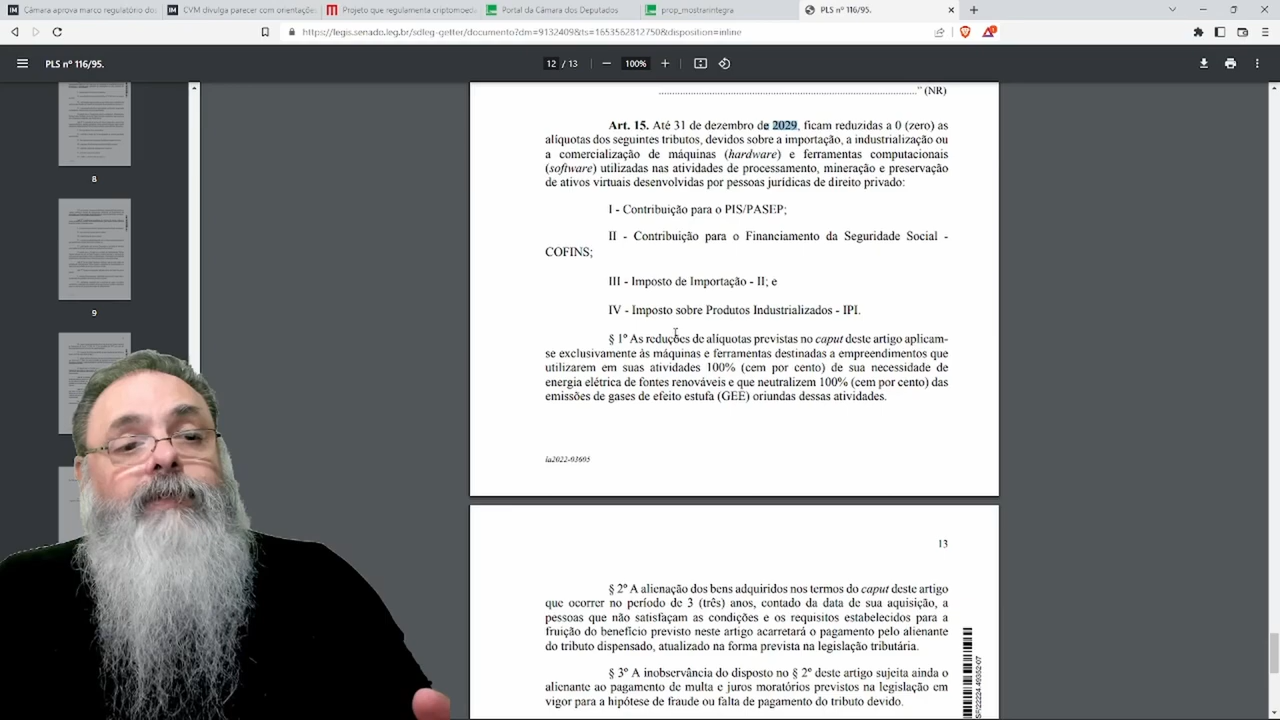 Câmara aprova marco regulatório dos
CVM divulga parecer com orientaçõe
Projeto que regulamenta criptomoed
Portal da Câmara dos Deputados
prop_mostrarintegra
PLS nº 116/95.
https://legis.senado.leg.br/sdleg-getter/documento?dm=9132409&ts=1653562812750&disposition=inline
PLS nº 116/95.
12 / 13
100%
8
9
” (NR)
Art. 15. Até 31 de dezembro de 2029, ficam reduzidas a 0 (zero) as
alíquotas dos seguintes tributos, devidos sobre a importação, a industrialização ou
a comercialização de máquinas (hardware) e ferramentas computacionais
(software) utilizadas nas atividades de processamento, mineração e preservação
de ativos virtuais desenvolvidas por pessoas jurídicas de direito privado:
I - Contribuição para o PIS/PASEP;
II - Contribuição para o Financiamento da Seguridade Social -
COFINS;
III - Imposto de Importação - II; e
IV - Imposto sobre Produtos Industrializados - IPI.
§ 1º As reduções de alíquotas previstas no caput deste artigo aplicam-
se exclusivamente às máquinas e ferramentas destinadas a empreendimentos que
utilizarem em suas atividades 100% (cem por cento) de sua necessidade de
energia elétrica de fontes renováveis e que neutralizem 100% (cem por cento) das
emissões de gases de efeito estufa (GEE) oriundas dessas atividades.
la2022-03605
13
§ 2º A alienação dos bens adquiridos nos termos do caput deste artigo
que ocorrer no período de 3 (três) anos, contado da data de sua aquisição, a
pessoas que não satisfaçam as condições e os requisitos estabelecidos para a
fruição do benefício previsto neste artigo acarretará o pagamento pelo alienante
do tributo dispensado, atualizado na forma prevista na legislação tributária.
§ 3º A inobservância do disposto no § 2º deste artigo sujeita ainda o
alienante ao pagamento de multa e juros moratórios previstos na legislação em
vigor para a hipótese de fraude ou falta de pagamento do tributo devido.
SF/22224.49352-07